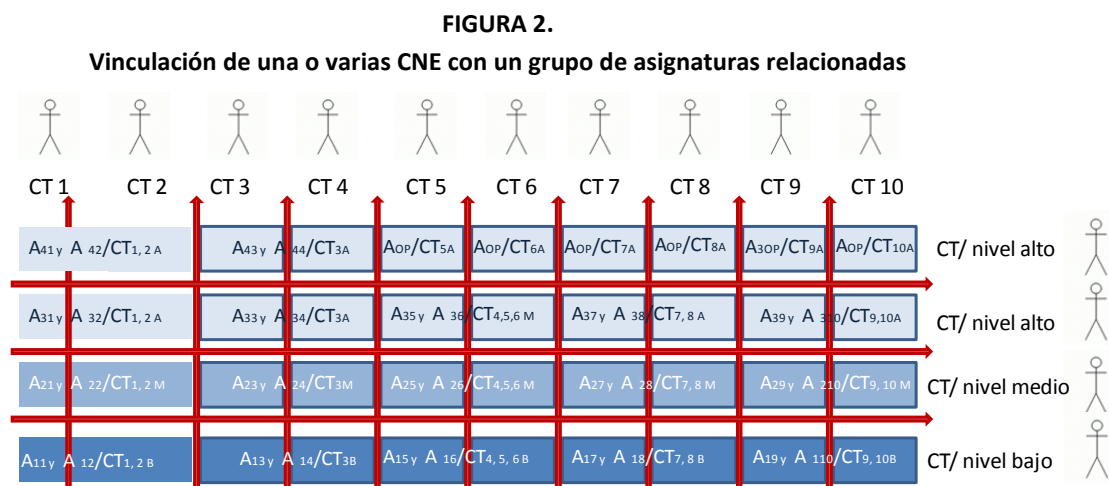 FIGURA 2.
Vinculación de una o varias CNE con un grupo de asignaturas relacionadas
CT 1 CT 2 CT 3 CT 4 CT 5 CT 6 CT 7 CT 8 CT 9 CT 10
A41 y A 42/CT1, 2 A A43 y A 44/CT3A AOP/CT5A AOP/CT6A AOP/CT7A AOP/CT8A A3OP/CT9A AOP/CT10A CT/ nivel alto
A31 y A 32/CT1, 2 A A33 y A 34/CT3A A35 y A 36/CT4,5,6 M A37 y A 38/CT7, 8 A A39 y A 310/CT9,10A CT/ nivel alto
A21 y A 22/CT1, 2 M A23 y A 24/CT3M A25 y A 26/CT4,5,6 M A27 y A 28/CT7, 8 M A29 y A 210/CT9, 10 M CT/ nivel medio
A11 y A 12/CT1, 2 B A13 y A 14/CT3B A15 y A 16/CT4, 5, 6 B A17 y A 18/CT7, 8 B A19 y A 110/CT9, 10B CT/ nivel bajo